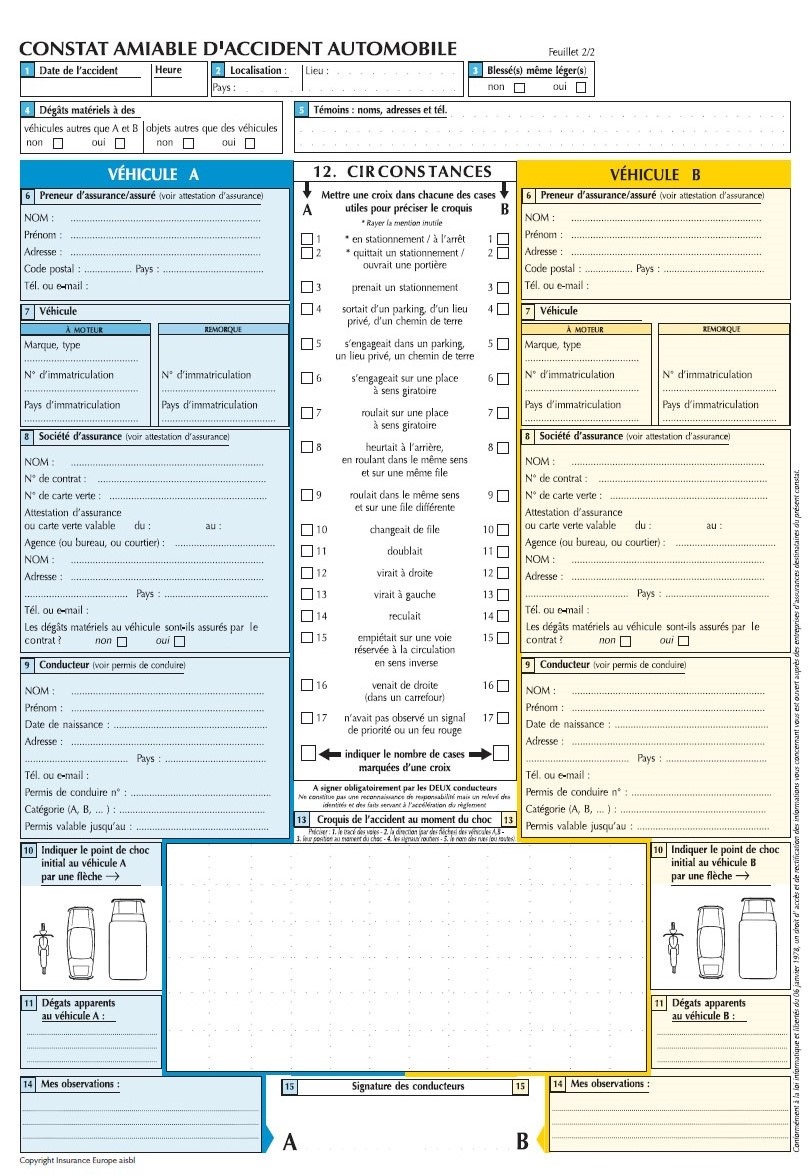 CONSTAT AMIABLE D'ACCIDENT AUTOMOBILE
Feuillet 2/2
1 Date de l'accident
Heure
2 Localisation :
Lieu :
Pays :
3 Blessé(s) même léger(s)
non oui
4 Dégâts matériels à des
véhicules autres que A et B
non oui
objets autres que des véhicules
non oui
5 Témoins : noms, adresses et tél.
VÉHICULE A
6 Preneur d'assurance/assuré (voir attestation d'assurance)
NOM :
Prénom :
Adresse :
Code postal : Pays :
Tél. ou e-mail :
7 Véhicule
À MOTEUR
REMORQUE
Marque, type
N° d'immatriculation
N° d'immatriculation
Pays d'immatriculation
Pays d'immatriculation
8 Société d'assurance (voir attestation d'assurance)
NOM :
N° de contrat :
N° de carte verte :
Attestation d'assurance
ou carte verte valable du : au :
Agence (ou bureau, ou courtier) :
NOM :
Adresse :
Pays :
Tél. ou e-mail :
Les dégâts matériels au véhicule sont-ils assurés par le
contrat ? non oui
9 Conducteur (voir permis de conduire)
NOM :
Prénom :
Date de naissance :
Adresse :
Pays :
Tél. ou e-mail :
Permis de conduire n° :
Catégorie (A, B, ... ) :
Permis valable jusqu'au :
12. CIRCONSTANCES
A
B
Mettre une croix dans chacune des cases
utiles pour préciser le croquis
* Rayer la mention inutile
1 * en stationnement / à l'arrêt 1
2 * quittait un stationnement / 2
ouvrait une portière
3 prenait un stationnement 3
4 sortait d'un parking, d'un lieu 4
privé, d'un chemin de terre
5 s'engageait dans un parking, 5
un lieu privé, un chemin de terre
6 s'engageait sur une place 6
à sens giratoire
7 roulait sur une place 7
à sens giratoire
8 heurtait à l'arrière, 8
en roulant dans le même sens
et sur une même file
9 roulait dans le même sens 9
et sur une file différente
10 changeait de file 10
11 doublait 11
12 virait à droite 12
13 virait à gauche 13
14 reculait 14
15 empiétait sur une voie 15
réservée à la circulation
en sens inverse
16 venait de droite 16
(dans un carrefour)
17 n'avait pas observé un signal 17
de priorité ou un feu rouge
indiquer le nombre de cases
marquées d'une croix
A signer obligatoirement par les DEUX conducteurs
Ne constitue pas une reconnaissance de responsabilité mais un relevé des
identités et des faits servant à l'accélération du règlement
13 Croquis de l'accident au moment du choc 13
Préciser : 1. le tracé des voies - 2. la direction (par des flèches) des véhicules A,B -
3. leur position au moment du choc - 4. les signaux routiers - 5. le nom des rues (ou routes)
VÉHICULE B
6 Preneur d'assurance/assuré (voir attestation d'assurance)
NOM :
Prénom :
Adresse :
Code postal : Pays :
Tél. ou e-mail :
7 Véhicule
À MOTEUR
REMORQUE
Marque, type
N° d'immatriculation
N° d'immatriculation
Pays d'immatriculation
Pays d'immatriculation
8 Société d'assurance (voir attestation d'assurance)
NOM :
N° de contrat :
N° de carte verte :
Attestation d'assurance
ou carte verte valable du : au :
Agence (ou bureau, ou courtier) :
NOM :
Adresse :
Pays :
Tél. ou e-mail :
Les dégâts matériels au véhicule sont-ils assurés par le
contrat ? non oui
9 Conducteur (voir permis de conduire)
NOM :
Prénom :
Date de naissance :
Adresse :
Pays :
Tél. ou e-mail :
Permis de conduire n° :
Catégorie (A, B, ... ) :
Permis valable jusqu'au :
10 Indiquer le point de choc
initial au véhicule A
par une flèche →
11 Dégats apparents
au véhicule A :
10 Indiquer le point de choc
initial au véhicule B
par une flèche →
11 Dégats apparents
au véhicule B :
14 Mes observations :
15 Signature des conducteurs 15
A
B
14 Mes observations :
Copyright Insurance Europe aisbl
Conformément à la loi informatique et libertés du 06 janvier 1978, un droit d'accès et de rectification des informations vous concernant vous est ouvert auprès des entreprises d'assurances destinataires du présent constat.